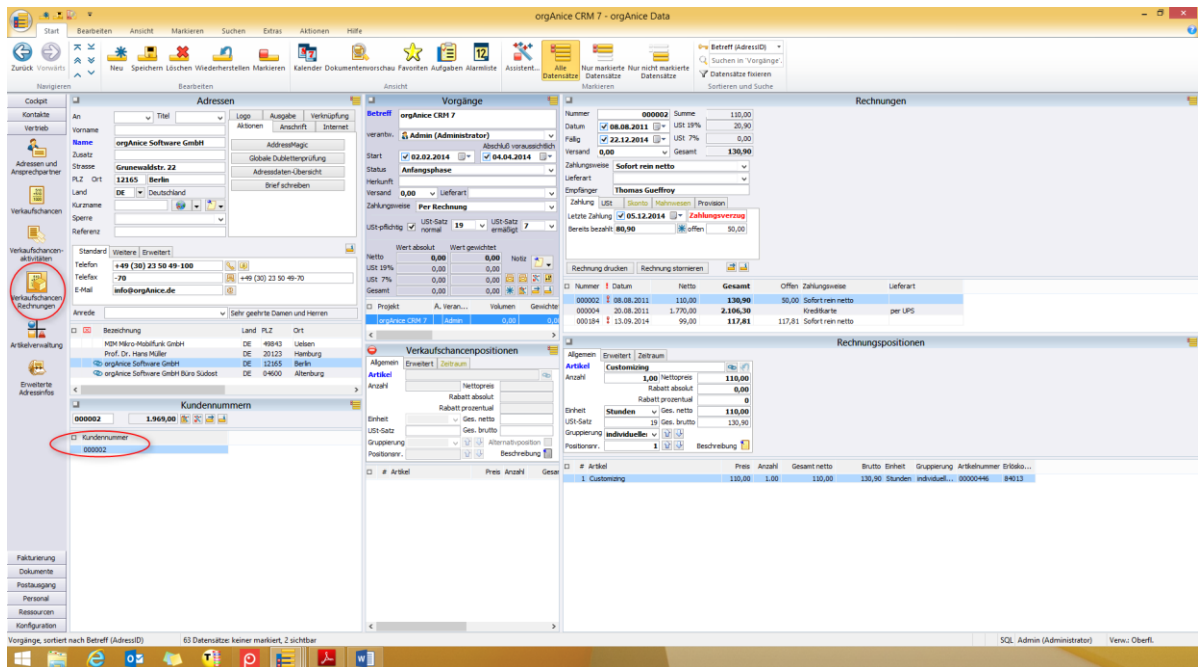 orgAnice CRM 7 - orgAnice Data
Start Bearbeiten Ansicht Markieren Suchen Extras Aktionen Hilfe
Zurück Vorwärts
Neu Speichern Löschen Wiederherstellen Markieren
Kalender Dokumentenvorschau Favoriten Aufgaben Alarmliste
12
Assistent...
Alle Datensätze
Nur markierte Datensätze
Nur nicht markierte Datensätze
Betreff (AdressID)
Suchen in 'Vorgänge'.
Datensätze fixieren
Navigieren Bearbeiten Ansicht Markieren Sortieren und Suche
Cockpit
Kontakte
Vertrieb
Adressen und Ansprechpartner
Verkaufschancen
Verkaufschancen-aktivitäten
Verkaufschancen Rechnungen
Artikelverwaltung
Erweiterte Adressinfos
Fakturierung
Dokumente
Postausgang
Personal
Ressourcen
Konfiguration
Adressen
An Titel
Vorname
Name orgAnice Software GmbH
Zusatz
Strasse Grunewaldstr. 22
PLZ Ort 12165 Berlin
Land DE Deutschland
Kurzname
Sperre
Referenz
Logo Ausgabe Verknüpfung
Aktionen Anschrift Internet
AddressMagic
Globale Dublettenprüfung
Adressdaten-Übersicht
Brief schreiben
Standard Weitere Erweitert
Telefon +49 (30) 23 50 49-100
Telefax -70 +49 (30) 23 50 49-70
E-Mail info@orgAnice.de
Anrede Sehr geehrte Damen und Herren
Bezeichnung Land PLZ Ort
MIM Mikro-Mobilfunk GmbH DE 49843 Uelsen
Prof. Dr. Hans Müller DE 20123 Hamburg
orgAnice Software GmbH DE 12165 Berlin
orgAnice Software GmbH Büro Südost DE 04600 Altenburg
Kundennummern
000002 1.969,00
Kundennummer
000002
Vorgänge
Betreff orgAnice CRM 7
verantw. Admin (Administrator)
Abschluß voraussichtlich
Start 02.02.2014 04.04.2014
Status Anfangsphase
Herkunft
Versand 0,00 Lieferart
Zahlungsweise Per Rechnung
USt-pflichtig USt-Satz normal 19 USt-Satz ermäßigt 7
Wert absolut Wert gewichtet
Netto 0,00 0,00 Notiz
USt 19% 0,00 0,00
USt 7% 0,00 0,00
Gesamt 0,00 0,00
Projekt A. Veran... Volumen Gewichte
orgAnice CRM 7 Admin 0,00 0,0
Verkaufschancenpositionen
Allgemein Erweitert Zeitraum
Artikel
Anzahl Nettopreis
Rabatt absolut
Rabatt prozentual
Einheit Ges. netto
USt-Satz Ges. brutto
Gruppierung Alternativposition
Positionsnr. Beschreibung
# Artikel Preis Anzahl Gesar
Rechnungen
Nummer 000002 Summe 110,00
Datum 08.08.2011 USt 19% 20,90
Fällig 22.12.2014 USt 7% 0,00
Versand 0,00 Gesamt 130,90
Zahlungsweise Sofort rein netto
Lieferart
Empfänger Thomas Gueffroy
Zahlung USt Skonto Mahnwesen Provision
Letzte Zahlung 05.12.2014 Zahlungsverzug
Bereits bezahlt 80,90 offen 50,00
Rechnung drucken Rechnung stornieren
Nummer ! Datum Netto Gesamt Offen Zahlungsweise Lieferart
000002 ! 08.08.2011 110,00 130,90 50,00 Sofort rein netto
000004 20.08.2011 1.770,00 2.106,30 Kreditkarte per UPS
000184 ! 13.09.2014 99,00 117,81 117,81 Sofort rein netto
Rechnungspositionen
Allgemein Erweitert Zeitraum
Artikel Customizing
Anzahl 1,00 Nettopreis 110,00
Rabatt absolut 0,00
Rabatt prozentual 0
Einheit Stunden Ges. netto 110,00
USt-Satz 19 Ges. brutto 130,90
Gruppierung individuelle:
Positionsnr. 1 Beschreibung
# Artikel Preis Anzahl Gesamt netto Brutto Einheit Gruppierung Artikelnummer Erlösko...
1 Customizing 110,00 1.00 110,00 130,90 Stunden individuell... 00000446 84013
Vorgänge, sortiert nach Betreff (AdressID) 63 Datensätze: keiner markiert, 2 sichtbar SQL Admin (Administrator) Verw.: Oberfl.